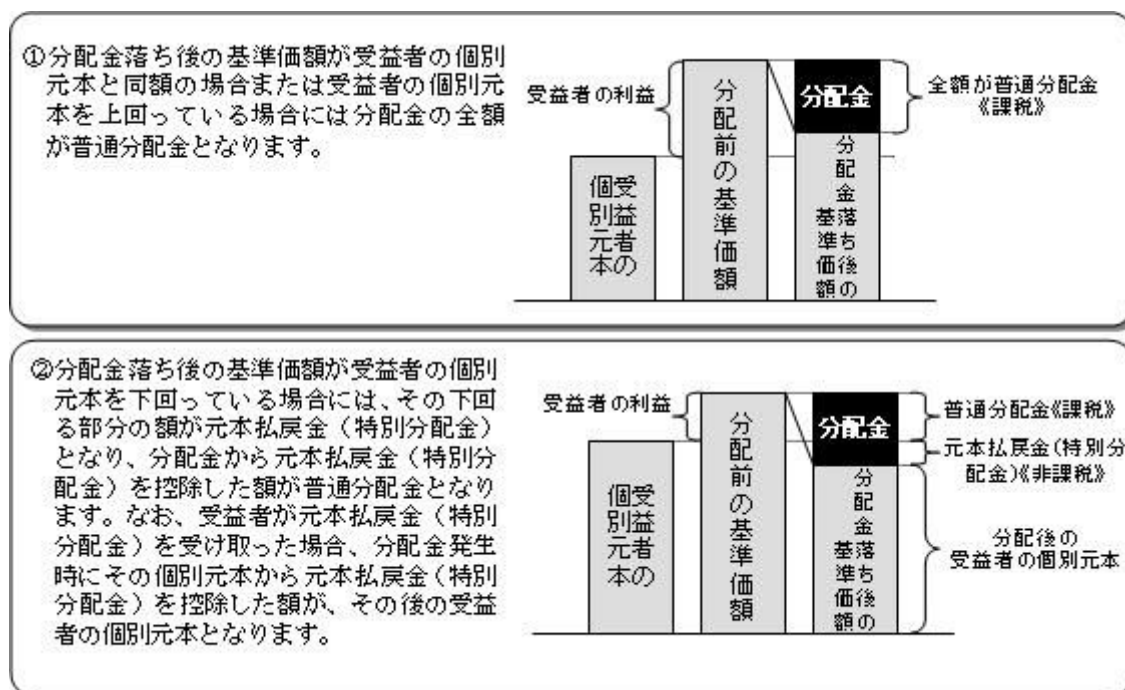 ①分配金落ち後の基準価額が受益者の個別
元本と同額の場合または受益者の個別元
本を上回っている場合には分配金の全額
が普通分配金となります。
受益者の利益
受益者の
個別元本
分配前の基準価額
分配金
分配金落ち後の
基準価額
全額が普通分配金
《課税》
②分配金落ち後の基準価額が受益者の個別
元本を下回っている場合には、その下回
る部分の額が元本払戻金（特別分配金）
となり、分配金から元本払戻金（特別分
配金）を控除した額が普通分配金となり
ます。なお、受益者が元本払戻金（特別
分配金）を受け取った場合、分配金発生
時にその個別元本から元本払戻金（特別
分配金）を控除した額が、その後の受益
者の個別元本となります。
受益者の利益
受益者の
個別元本
分配前の基準価額
分配金
分配金落ち後の
基準価額
普通分配金《課税》
元本払戻金（特別分
配金）《非課税》
分配後の
受益者の個別元本